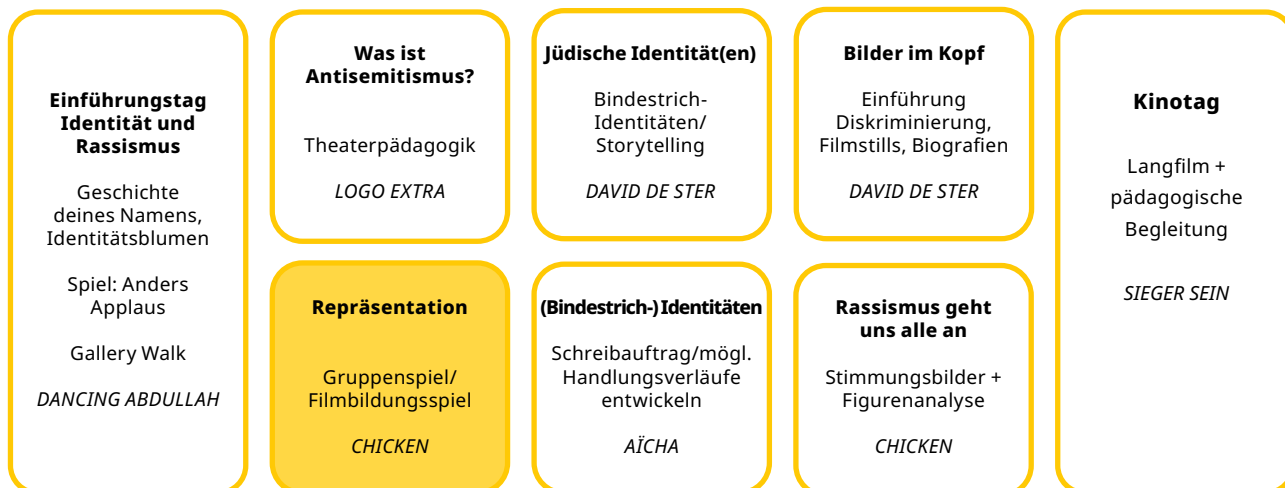 Einführungstag
Identität und
Rassismus
Geschichte
deines Namens,
Identitätsblumen
Spiel: Anders
Applaus
Gallery Walk
DANCING ABDULLAH
Was ist
Antisemitismus?
Theaterpädagogik
LOGO EXTRA
Jüdische Identität(en)
Bindestrich-
Identitäten/
Storytelling
DAVID DE STER
Bilder im Kopf
Einführung
Diskriminierung,
Filmstills, Biografien
DAVID DE STER
Repräsentation
Gruppenspiel/
Filmbildungsspiel
CHICKEN
(Bindestrich-) Identitäten
Schreibauftrag/mögl.
Handlungsverläufe
entwickeln
AÏCHA
Rassismus geht
uns alle an
Stimmungsbilder +
Figurenanalyse
CHICKEN
Kinotag
Langfilm +
pädagogische
Begleitung
SIEGER SEIN